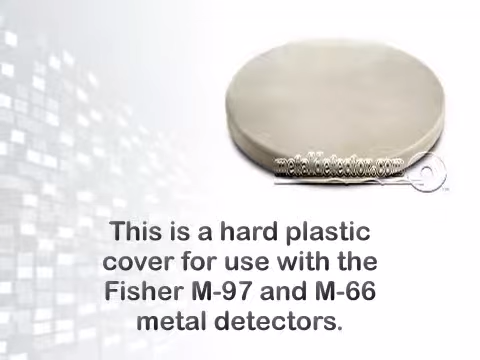 metaldetector.com
This is a hard plastic
cover for use with the
Fisher M-97 and M-66
metal detectors.